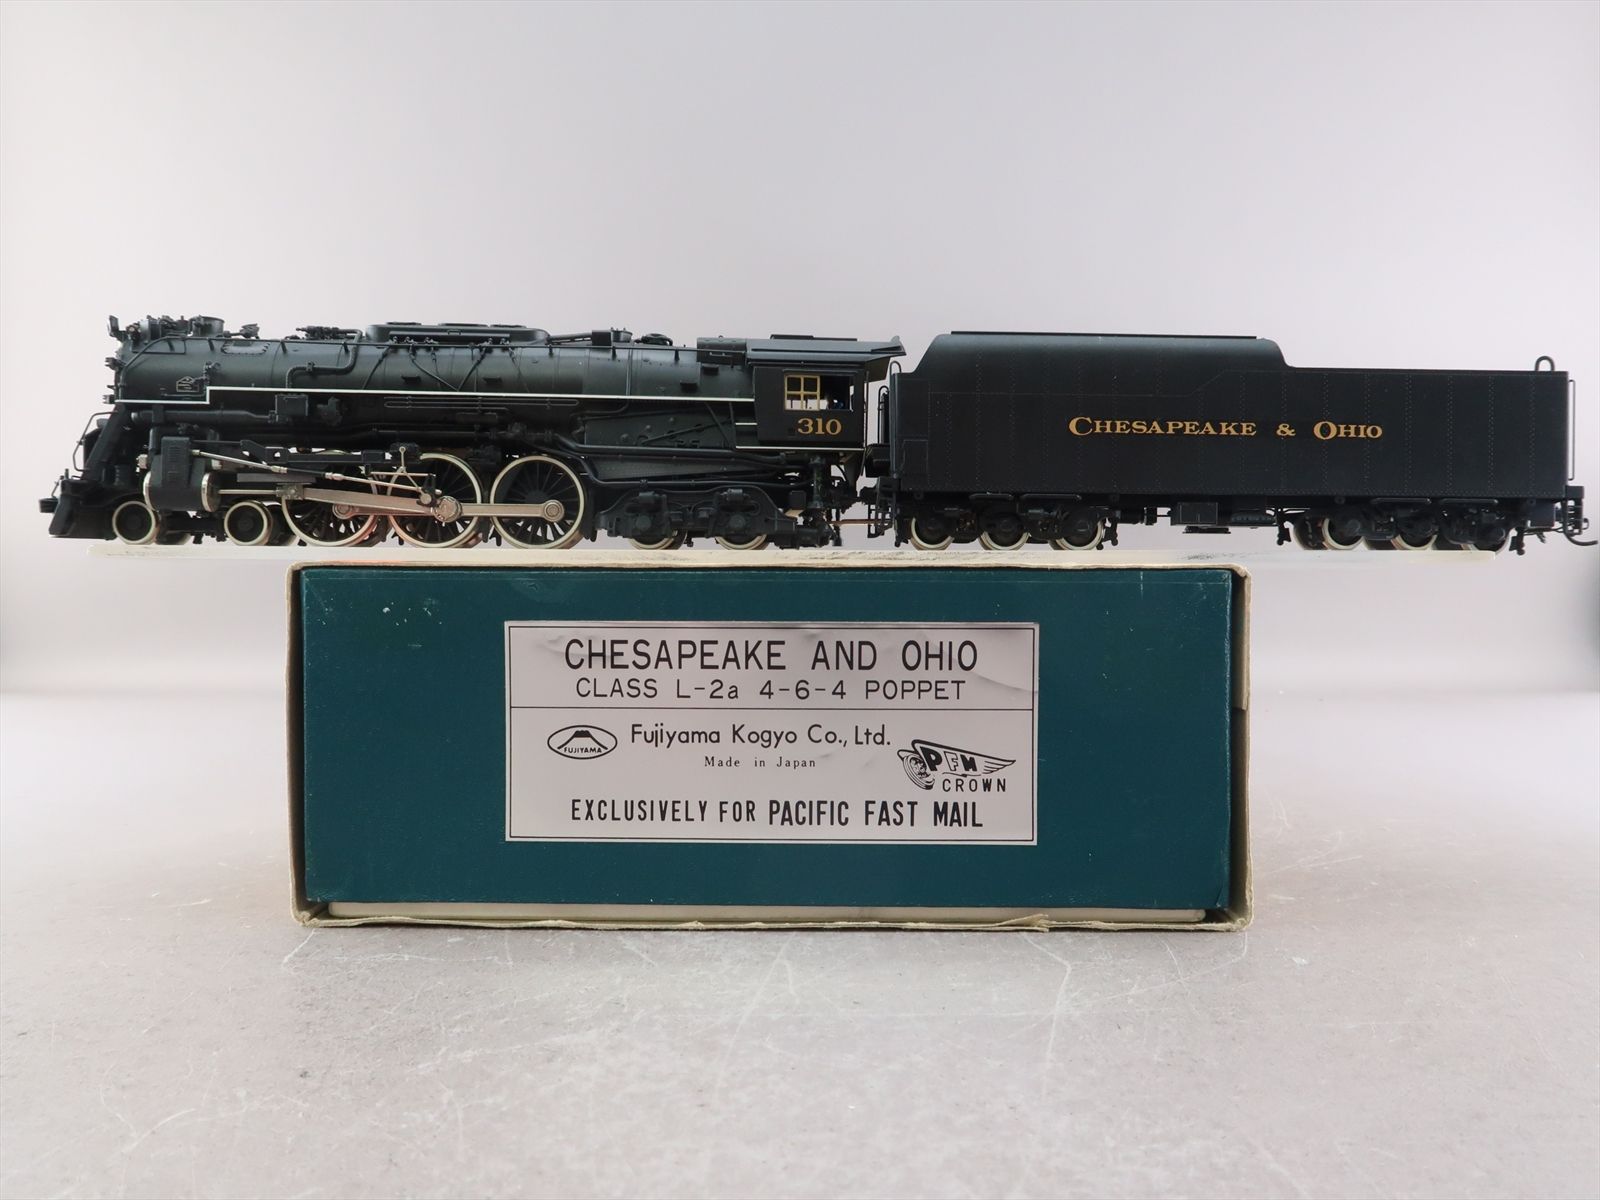 310
CHESAPEAKE & OHIO
CHESAPEAKE AND OHIO
CLASS L-2a 4-6-4 POPPET
FUJIYAMA
Fujiyama Kogyo Co., Ltd.
Made in Japan
PFM
CROWN
EXCLUSIVELY FOR PACIFIC FAST MAIL